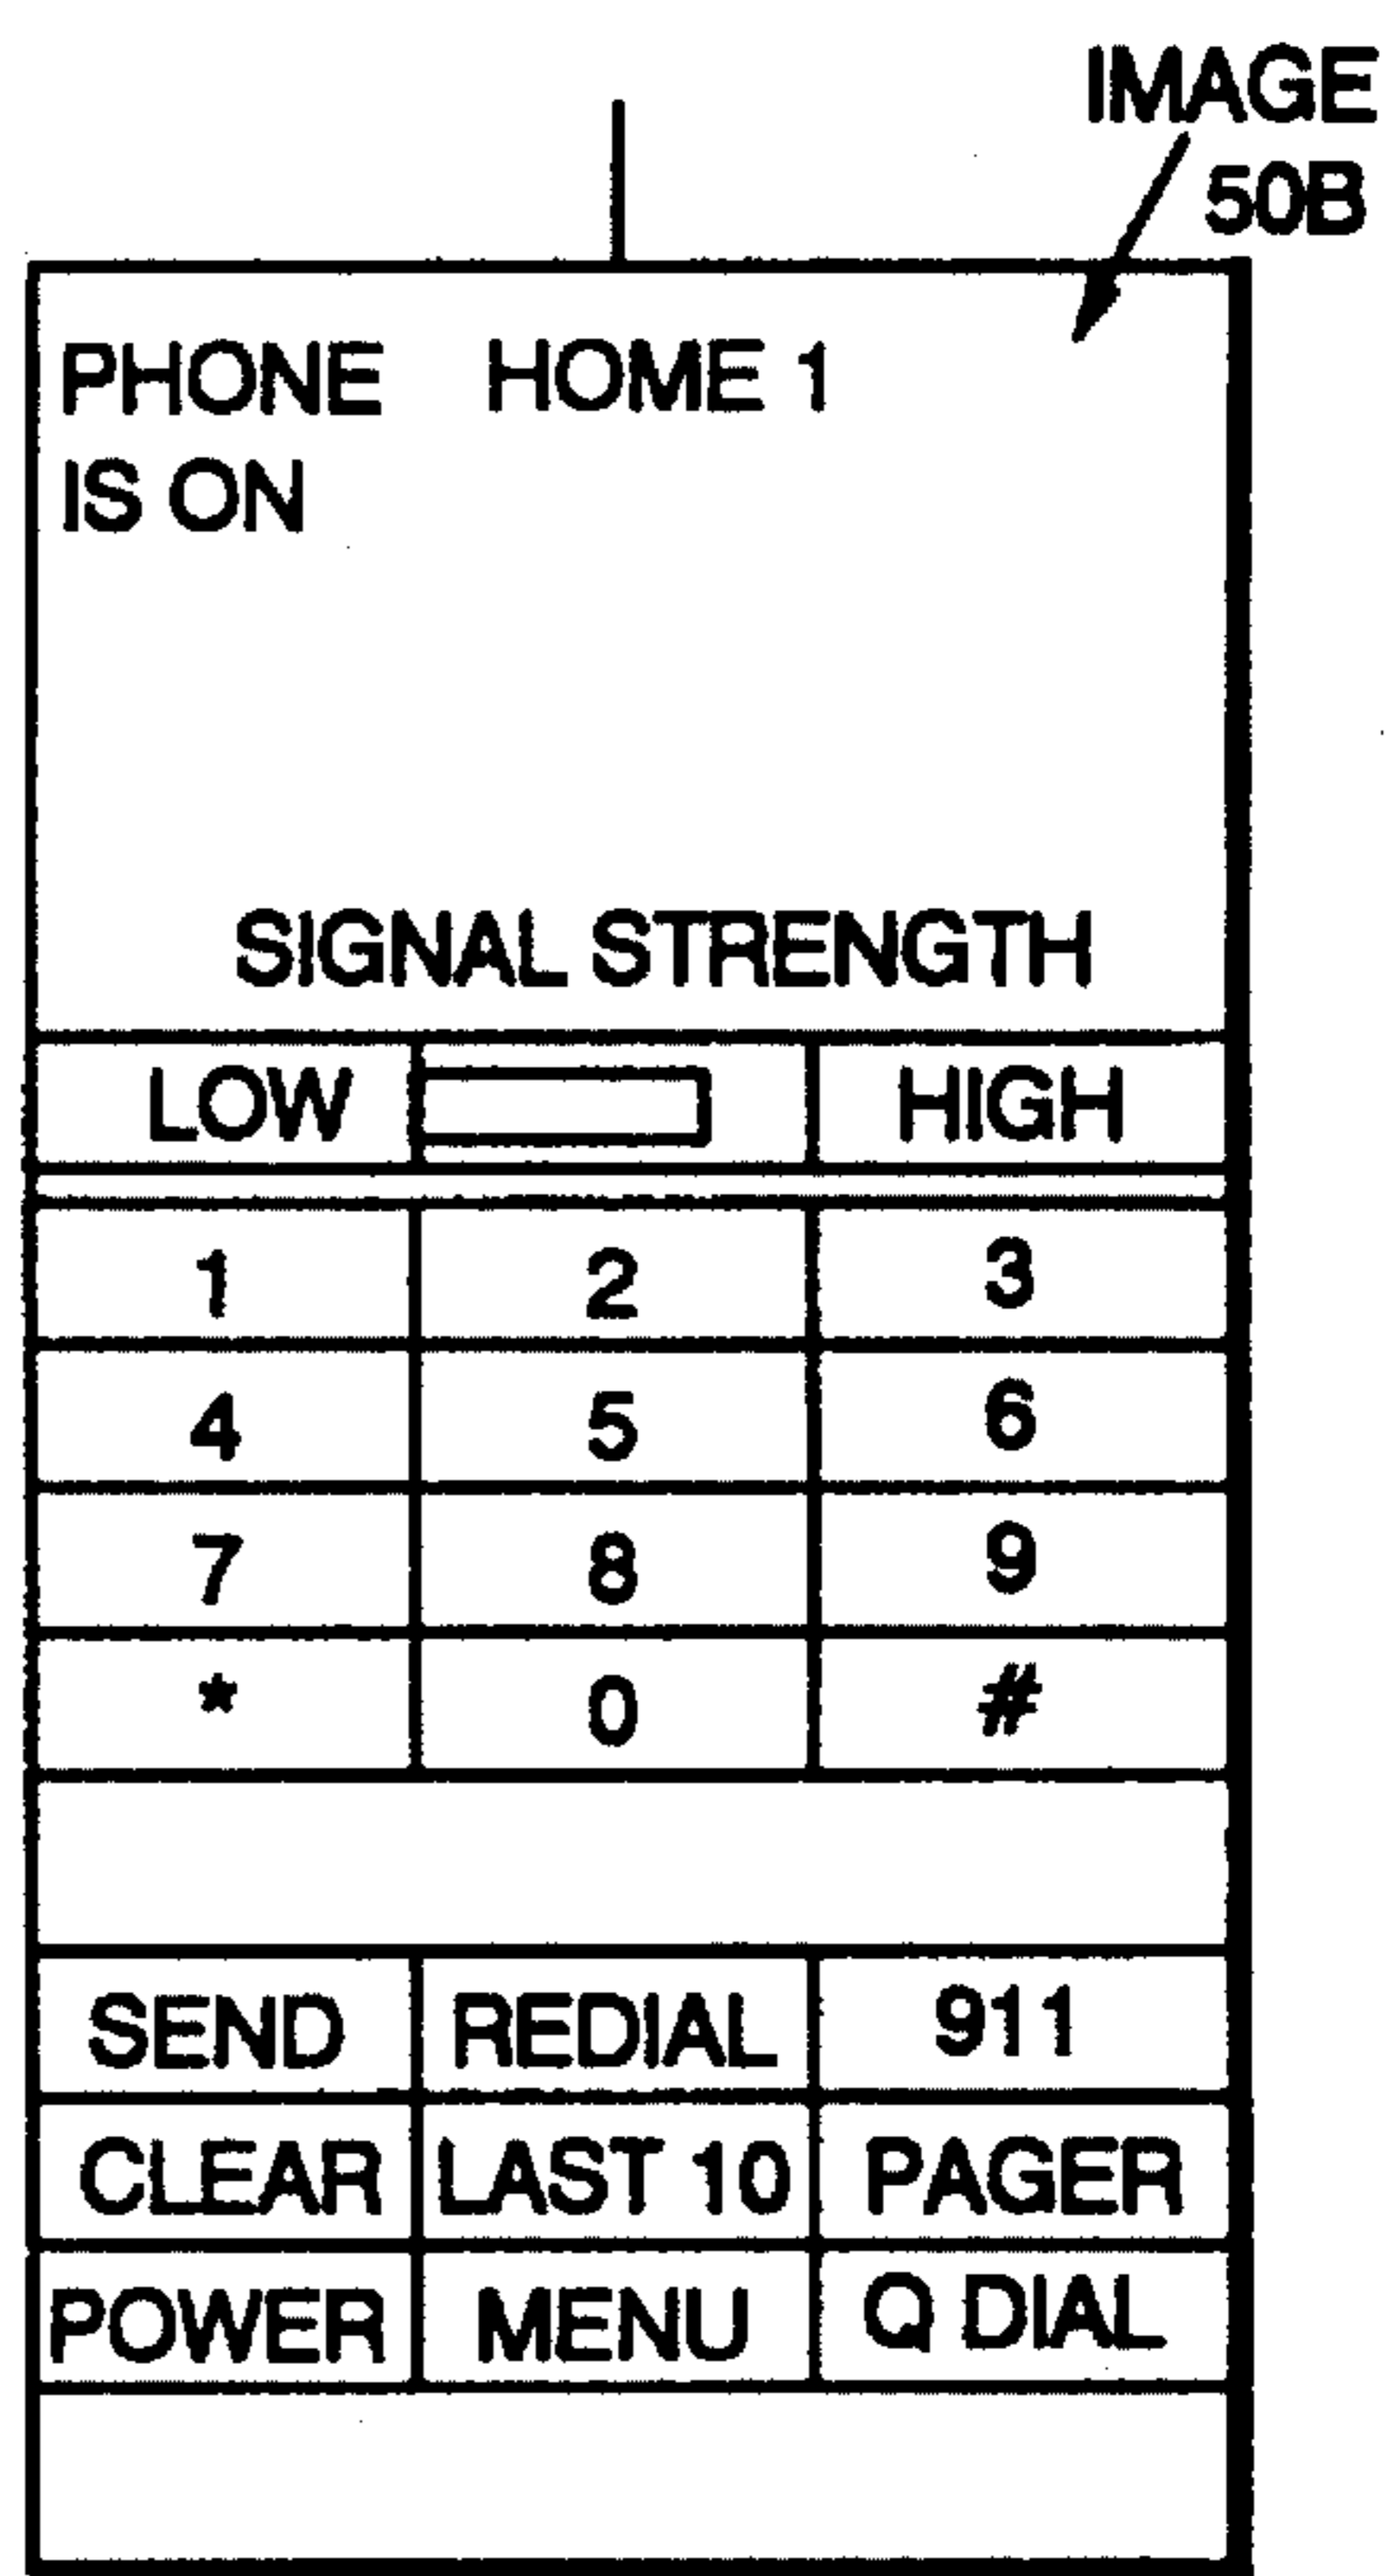 IMAGE
50B
PHONE HOME 1
IS ON
SIGNAL STRENGTH
LOW HIGH
1 2 3
4 5 6
7 8 9
* 0 #
SEND REDIAL 911
CLEAR LAST 10 PAGER
POWER MENU Q DIAL